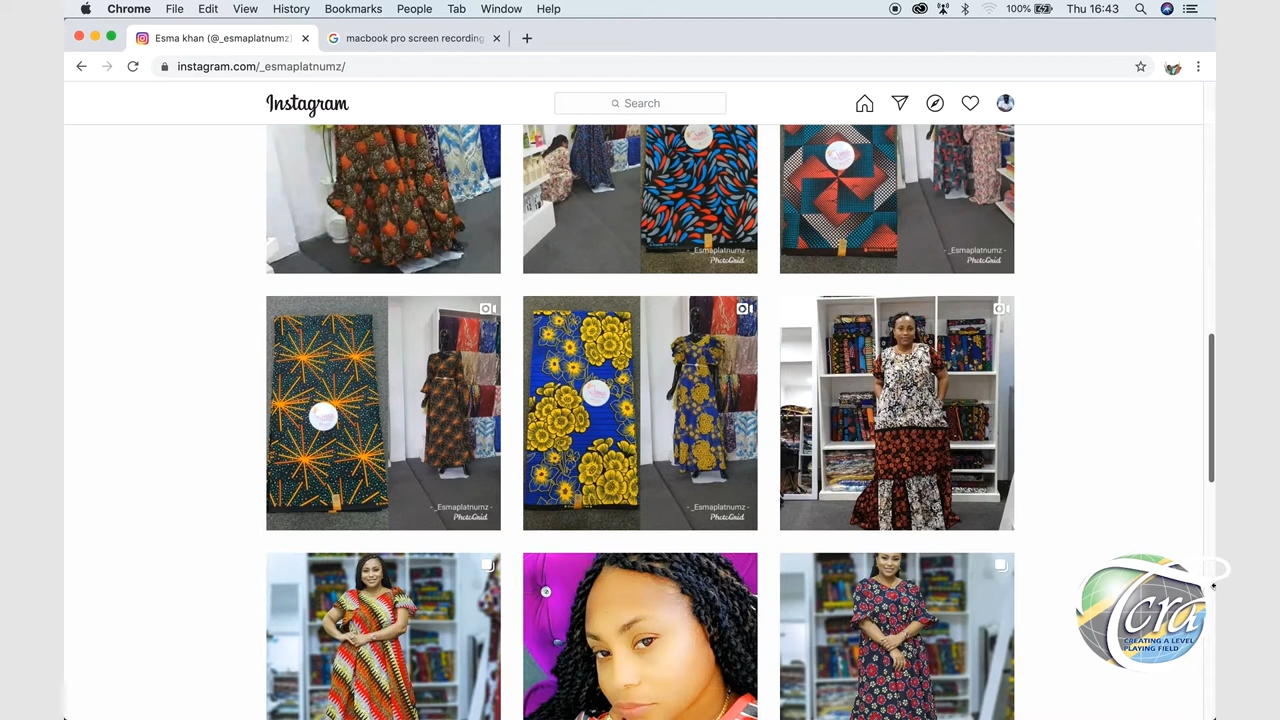 Chrome File Edit View History Bookmarks People Tab Window Help 100% Thu 16:43
Esma khan (@_esmaplatnumz) macbook pro screen recording
instagram.com/_esmaplatnumz/
Instagram Search
- _Esmaplatnumz -
PhotoGrid
- _Esmaplatnumz -
PhotoGrid
- _Esmaplatnumz -
PhotoGrid
- _Esmaplatnumz -
PhotoGrid
Tcra
CREATING A LEVEL
PLAYING FIELD